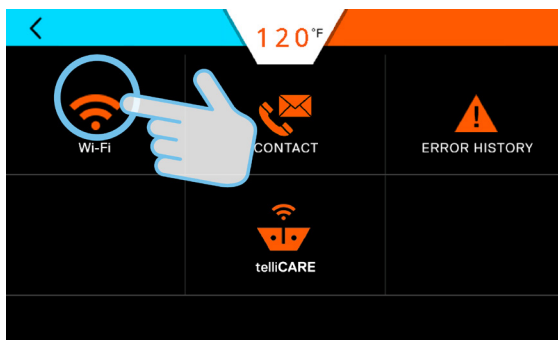 120°F
Wi-Fi
CONTACT
ERROR HISTORY
telliCARE